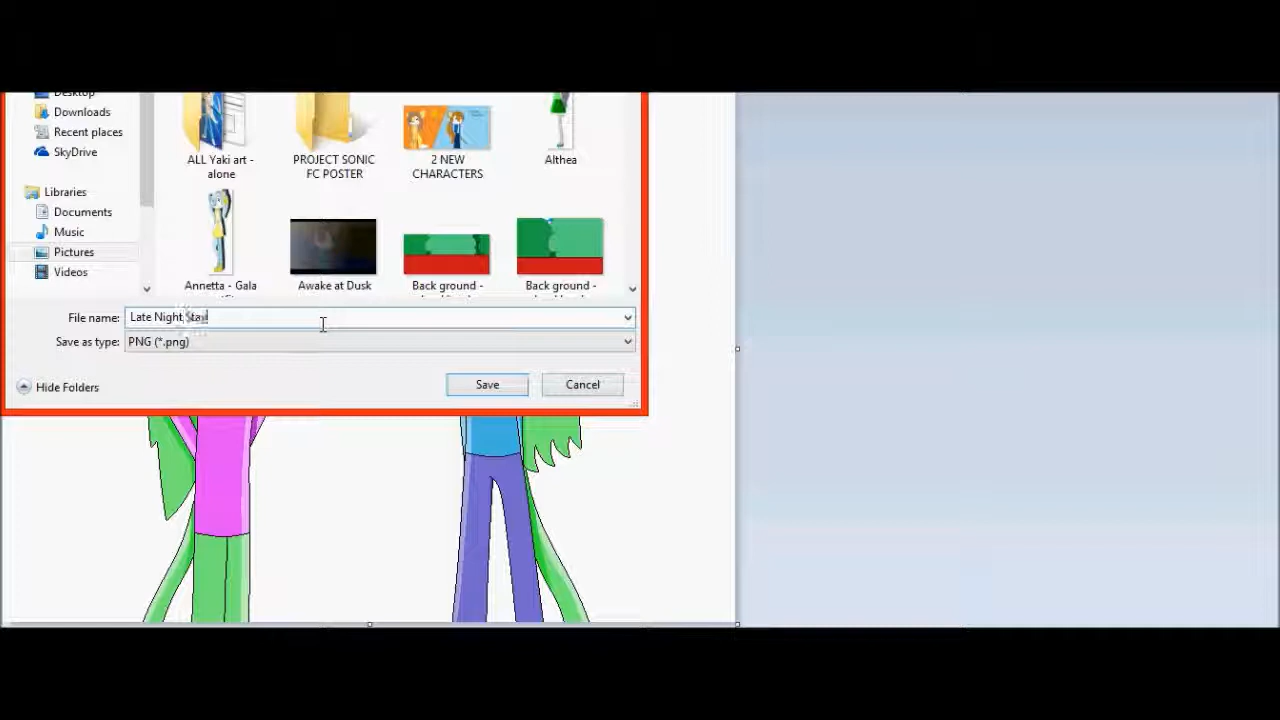 Desktop
Downloads
Recent places
SkyDrive
Libraries
Documents
Music
Pictures
Videos
ALL Yaki art -
alone
PROJECT SONIC
FC POSTER
2 NEW
CHARACTERS
Althea
Annetta - Gala
Awake at Dusk
Back ground -
Back ground -
File name:
Late Night Sta
Save as type:
PNG (*.png)
Hide Folders
Save
Cancel